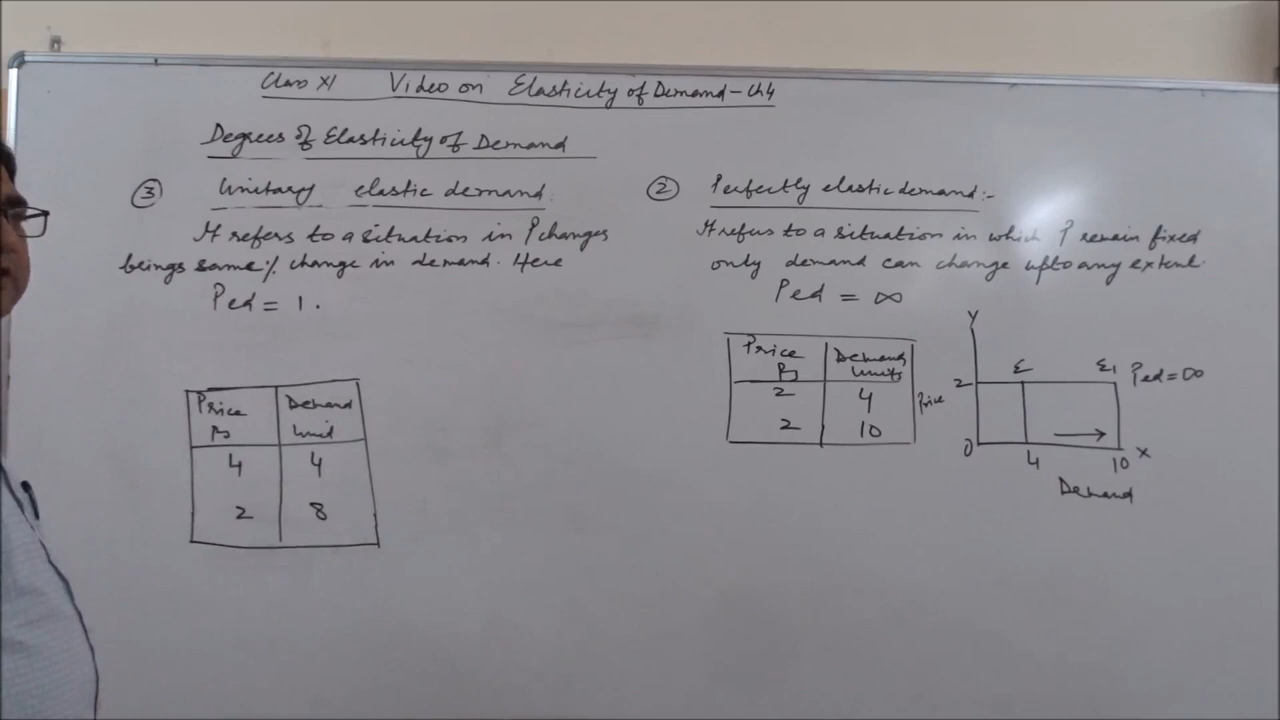 Class XI Video on Elasticity of Demand - Ch4
Degrees of Elasticity of Demand
③ Unitary elastic demand
It refers to a situation in P changes
beings same % change in demand. Here
Ped = 1.
Price Demand
Rs Unit
4 4
2 8
② Perfectly elastic demand:-
It refers to a situation in which P remain fixed
only demand can change upto any extent.
Ped = ∞
Price Demand
Rs Units
2 4
2 10
Y
E E1 Ped = ∞
2
Price
0 4 10 X
Demand